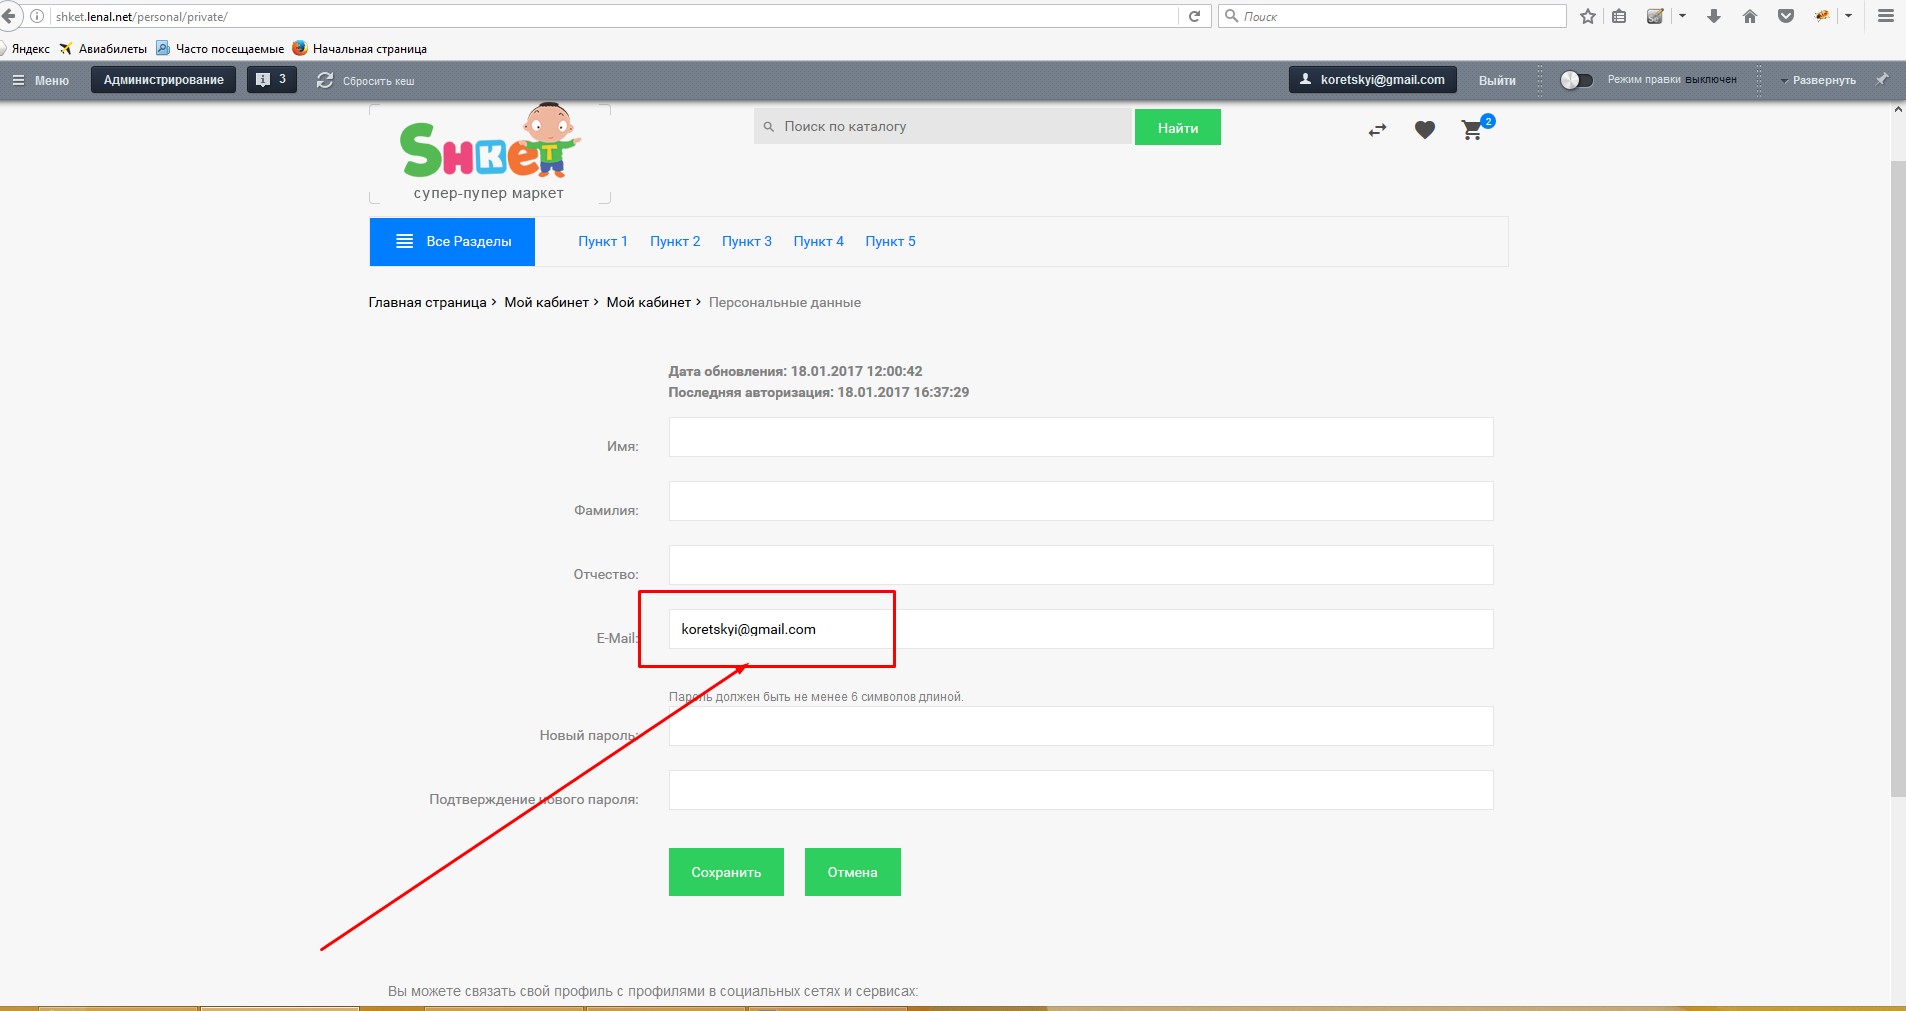 shket.lenal.net/personal/private/
Поиск
Яндекс Авиабилеты Часто посещаемые Начальная страница
Меню Администрирование 3 Сбросить кеш koretskyi@gmail.com Выйти Режим правки выключен Развернуть
SHKET
супер-пупер маркет
Поиск по каталогу Найти 2
Все Разделы Пункт 1 Пункт 2 Пункт 3 Пункт 4 Пункт 5
Главная страница > Мой кабинет > Мой кабинет > Персональные данные
Дата обновления: 18.01.2017 12:00:42
Последняя авторизация: 18.01.2017 16:37:29
Имя:
Фамилия:
Отчество:
E-Mail: koretskyi@gmail.com
Пароль должен быть не менее 6 символов длиной.
Новый пароль:
Подтверждение нового пароля:
Сохранить Отмена
Вы можете связать свой профиль с профилями в социальных сетях и сервисах: